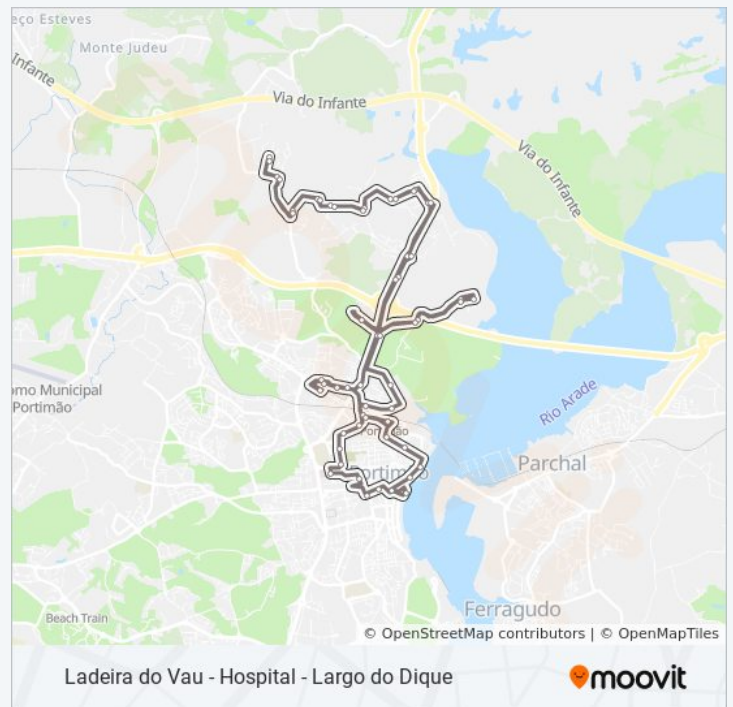 eço Esteves
Monte Judeu
Infante
Via do Infante
Via do Infante
omo Municipal
Portimão
Rio Arade
Portimão
Parchal
Ferragudo
Beach Train
© OpenStreetMap contributors | © OpenMapTiles
Ladeira do Vau - Hospital - Largo do Dique
moovit